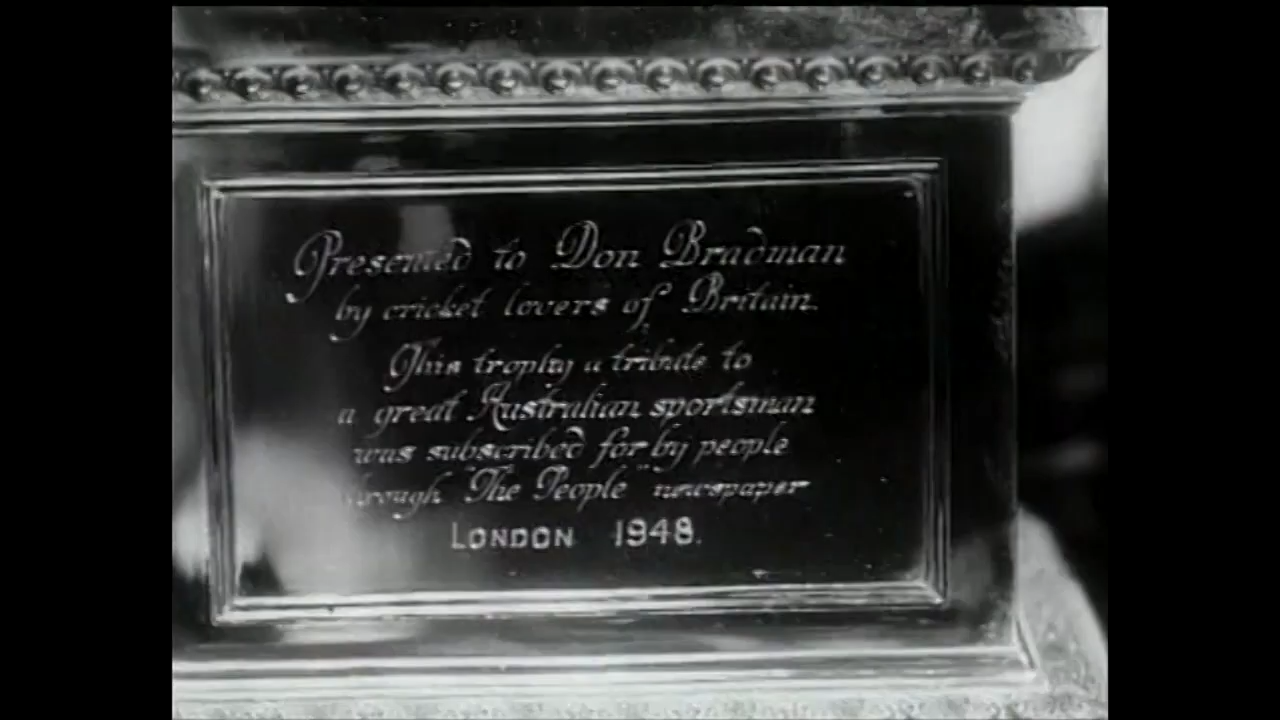 Presented to Don Bradman
by cricket lovers of Britain.
This trophy a tribute to
a great Australian sportsman
was subscribed for by people
through "The People" newspaper
LONDON 1948.